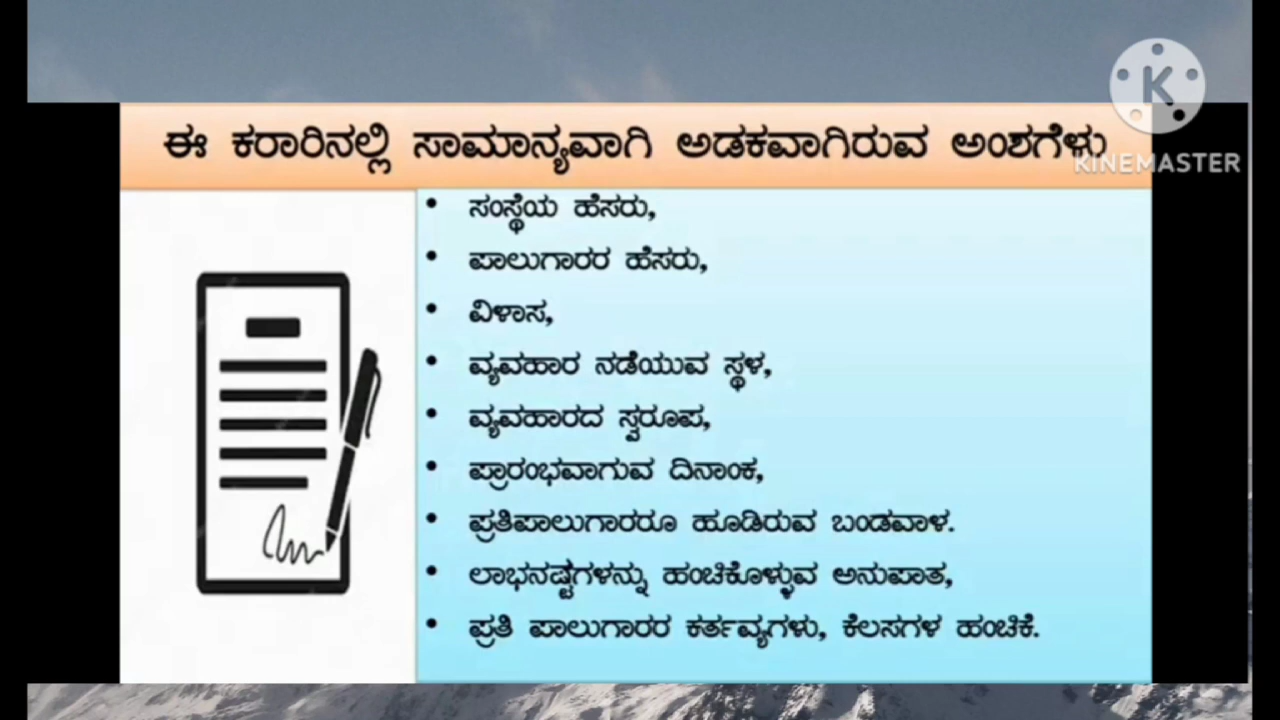 ಈ ಕರಾರಿನಲ್ಲಿ ಸಾಮಾನ್ಯವಾಗಿ ಅಡಕವಾಗಿರುವ ಅಂಶಗಳು
KINEMASTER
• ಸಂಸ್ಥೆಯ ಹೆಸರು,
• ಪಾಲುಗಾರರ ಹೆಸರು,
• ವಿಳಾಸ,
• ವ್ಯವಹಾರ ನಡೆಯುವ ಸ್ಥಳ,
• ವ್ಯವಹಾರದ ಸ್ವರೂಪ,
• ಪ್ರಾರಂಭವಾಗುವ ದಿನಾಂಕ,
• ಪ್ರತಿಪಾಲುಗಾರರೂ ಹೂಡಿರುವ ಬಂಡವಾಳ.
• ಲಾಭನಷ್ಟಗಳನ್ನು ಹಂಚಿಕೊಳ್ಳುವ ಅನುಪಾತ,
• ಪ್ರತಿ ಪಾಲುಗಾರರ ಕರ್ತವ್ಯಗಳು, ಕೆಲಸಗಳ ಹಂಚಿಕೆ.